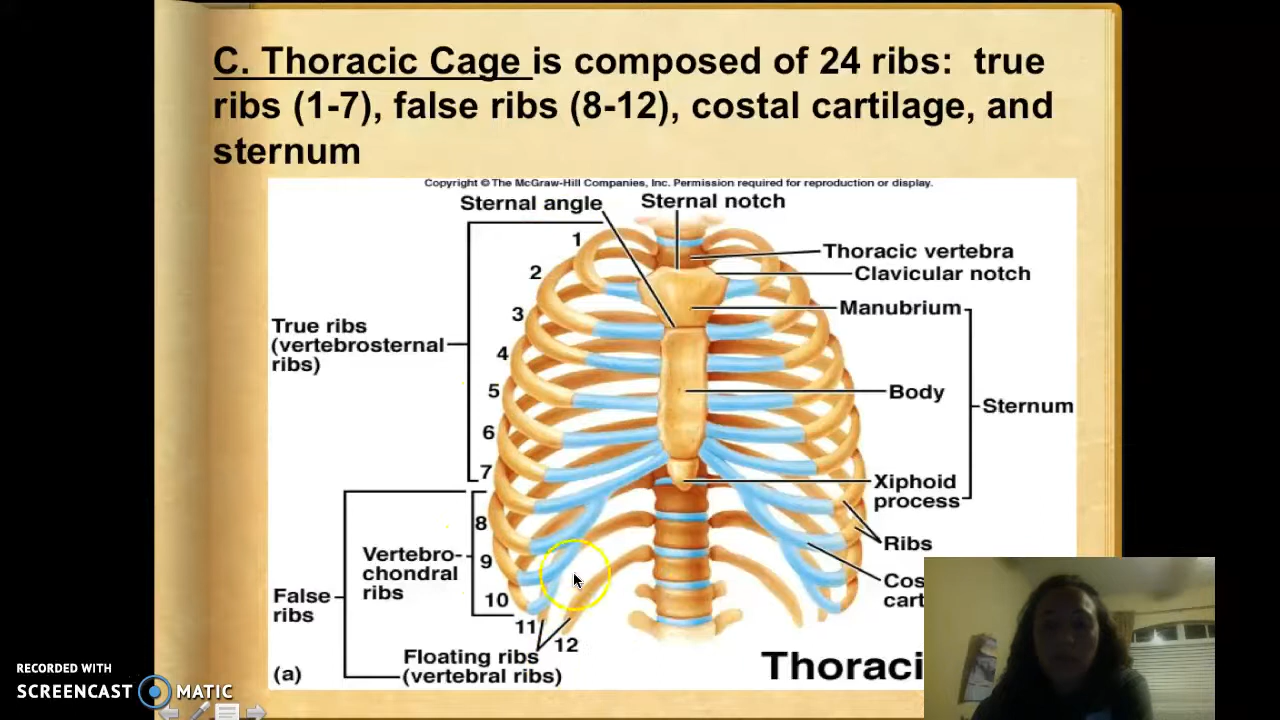 C. Thoracic Cage is composed of 24 ribs: true
ribs (1-7), false ribs (8-12), costal cartilage, and
sternum
Copyright © The McGraw-Hill Companies, Inc. Permission required for reproduction or display.
Sternal angle
Sternal notch
1
Thoracic vertebra
2
Clavicular notch
3
Manubrium
True ribs
(vertebrosternal
ribs)
4
5
Body
Sternum
6
7
Xiphoid
process
8
Ribs
Vertebro-
chondral
ribs
9
Cos
cart
False
ribs
10
11
12
Floating ribs
(vertebral ribs)
(a)
Thoraci
RECORDED WITH
SCREENCAST MATIC